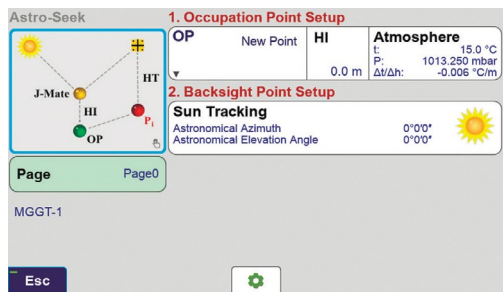 Astro-Seek
J-Mate
HT
HI
P1
OP
Page Page0
MGGT-1
1. Occupation Point Setup
OP New Point
HI
0.0 m
Atmosphere
t: 15.0 °C
P: 1013.250 mbar
Δt/Δh: -0.006 °C/m
2. Backsight Point Setup
Sun Tracking
Astronomical Azimuth 0°0'0"
Astronomical Elevation Angle 0°0'0"
Esc